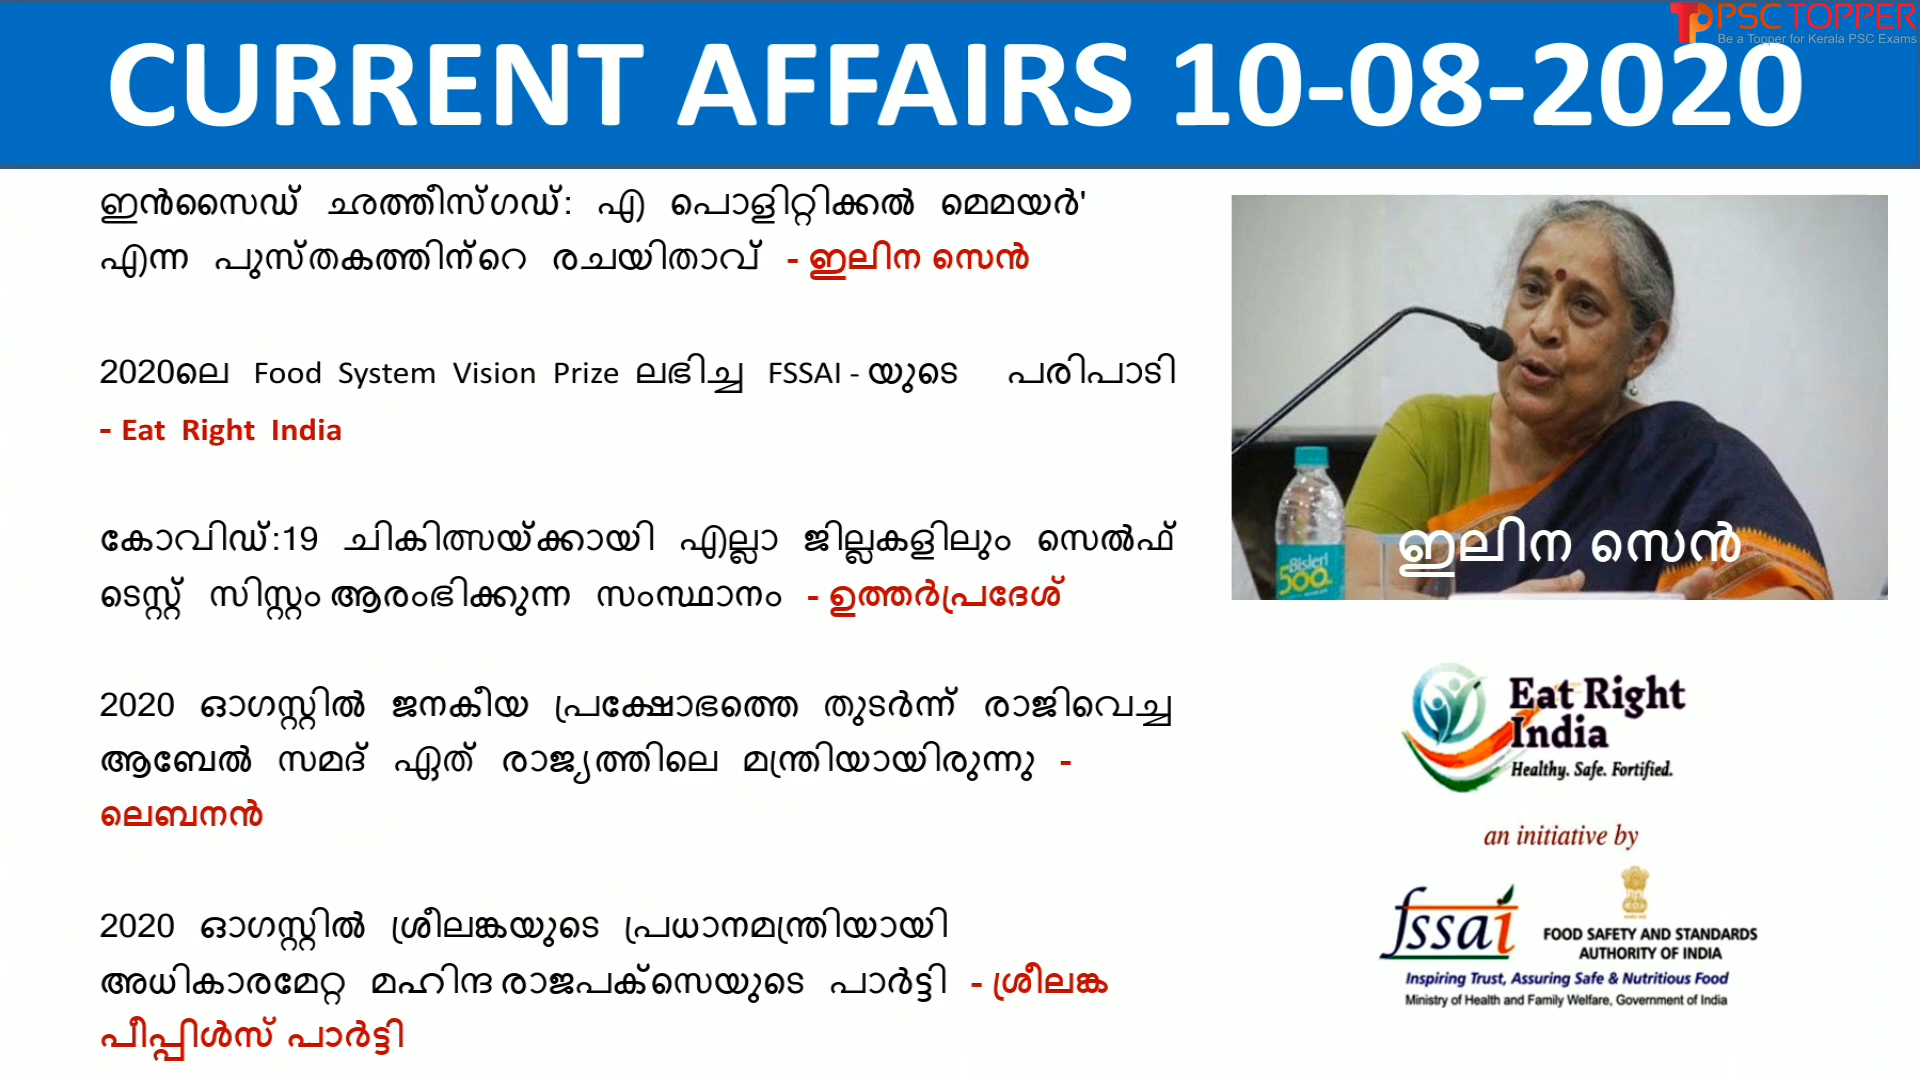 PSC TOPPER
Be a Topper for Kerala PSC Exams
CURRENT AFFAIRS 10-08-2020
ഇൻസൈഡ് ഛത്തീസ്ഗഡ്: എ പൊളിറ്റിക്കൽ മെമയർ'
എന്ന പുസ്തകത്തിന്റെ രചയിതാവ് - ഇലിന സെൻ
2020ലെ Food System Vision Prize ലഭിച്ച FSSAI - യുടെ പരിപാടി
- Eat Right India
കോവിഡ്:19 ചികിത്സയ്ക്കായി എല്ലാ ജില്ലകളിലും സെൽഫ്
ടെസ്റ്റ് സിസ്റ്റം ആരംഭിക്കുന്ന സംസ്ഥാനം - ഉത്തർപ്രദേശ്
2020 ഓഗസ്റ്റിൽ ജനകീയ പ്രക്ഷോഭത്തെ തുടർന്ന് രാജിവെച്ച
ആബേൽ സമദ് ഏത് രാജ്യത്തിലെ മന്ത്രിയായിരുന്നു -
ലെബനൻ
2020 ഓഗസ്റ്റിൽ ശ്രീലങ്കയുടെ പ്രധാനമന്ത്രിയായി
അധികാരമേറ്റ മഹിന്ദ രാജപക്സെയുടെ പാർട്ടി - ശ്രീലങ്ക
പീപ്പിൾസ് പാർട്ടി
Bisleri
500
ഇലിന സെൻ
Eat Right
India
Healthy. Safe. Fortified.
an initiative by
fssai
FOOD SAFETY AND STANDARDS
AUTHORITY OF INDIA
Inspiring Trust, Assuring Safe & Nutritious Food
Ministry of Health and Family Welfare, Government of India